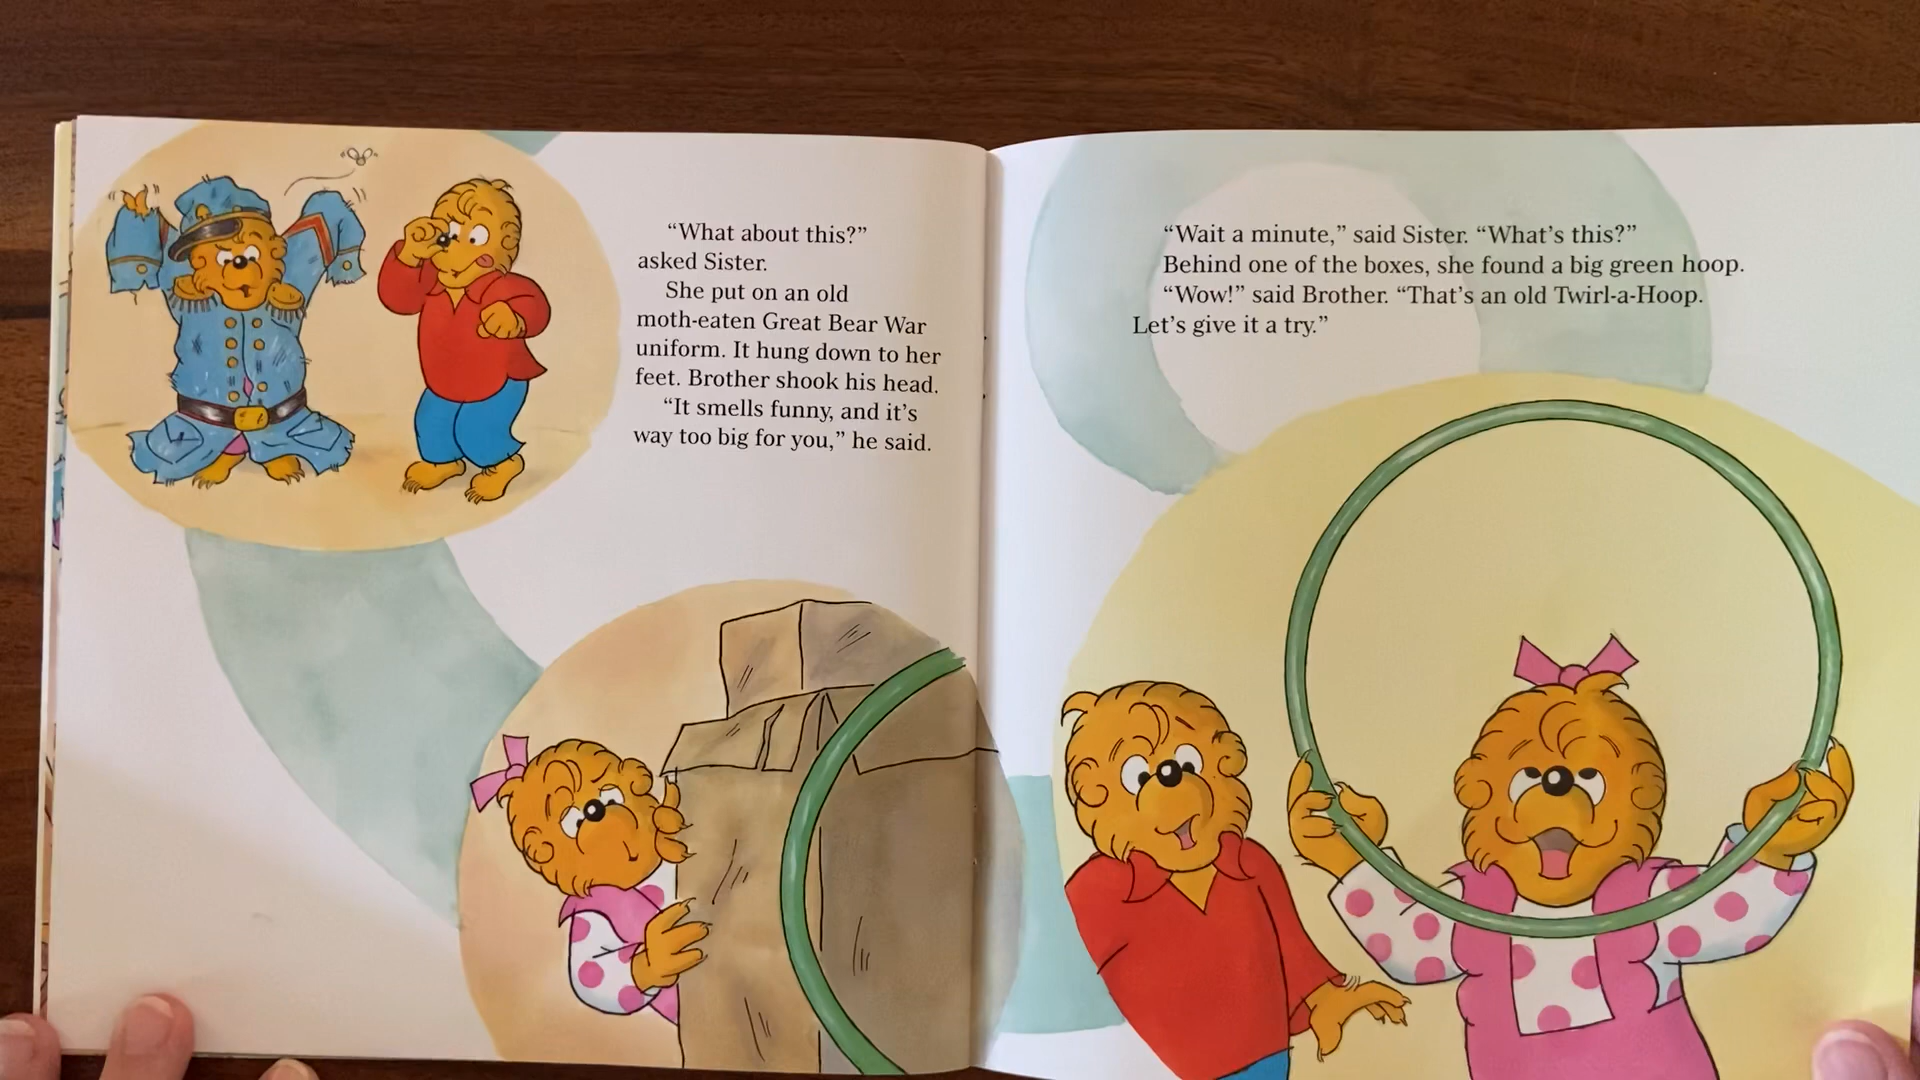 “What about this?”
asked Sister.
She put on an old
moth-eaten Great Bear War
uniform. It hung down to her
feet. Brother shook his head.
“It smells funny, and it’s
way too big for you,” he said.
“Wait a minute,” said Sister. “What’s this?”
Behind one of the boxes, she found a big green hoop.
“Wow!” said Brother. “That’s an old Twirl-a-Hoop.
Let’s give it a try.”